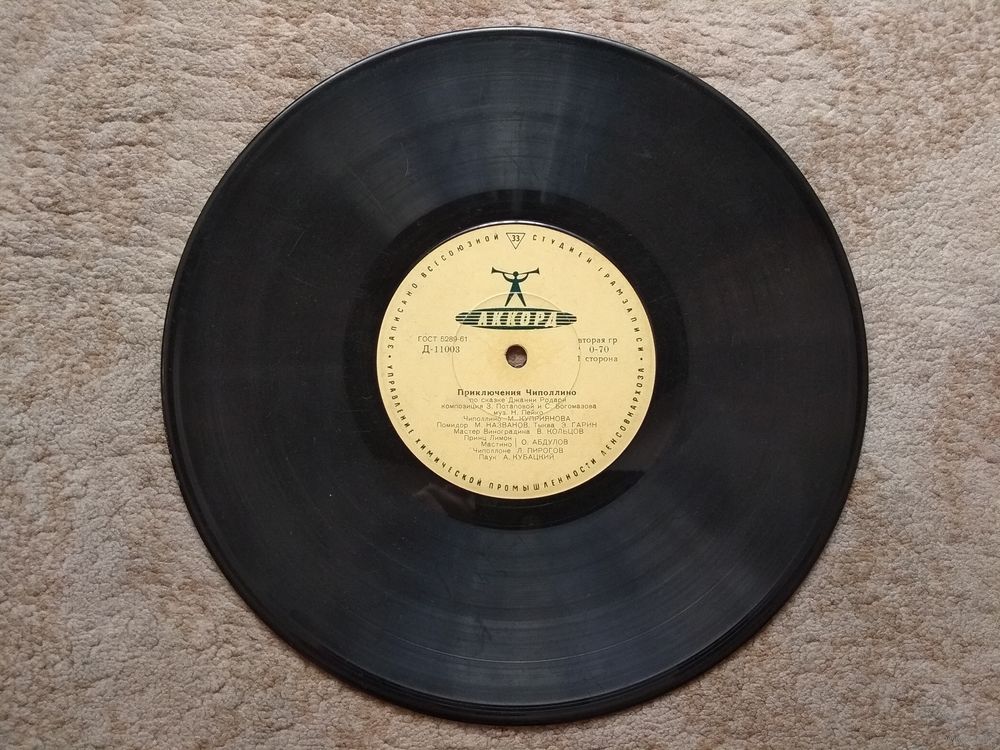 ЗАПИСАНО ВСЕСОЮЗНОЙ 33 СТУДИЕЙ ГРАМЗАПИСИ
АККОРД
ГОСТ 5289-61
Д-11003
вторая гр
0-70
1 сторона
Приключения Чиполлино
по сказке Джанни Родари
композиция З. Потаповой и С. Богомазова
муз. Н. Пейко
Чиполлино М. КУПРИЯНОВА
Помидор М. НАЗВАНОВ, Тыква Э. ГАРИН
Мастер Виноградина В. КОЛЬЦОВ
Принц Лимон
Мастино О. АБДУЛОВ
Чиполлоне Л. ПИРОГОВ
Паук А. КУБАЦКИЙ
УПРАВЛЕНИЕ ХИМИЧЕСКОЙ ПРОМЫШЛЕННОСТИ ЛЕНСОВНАРХОЗА